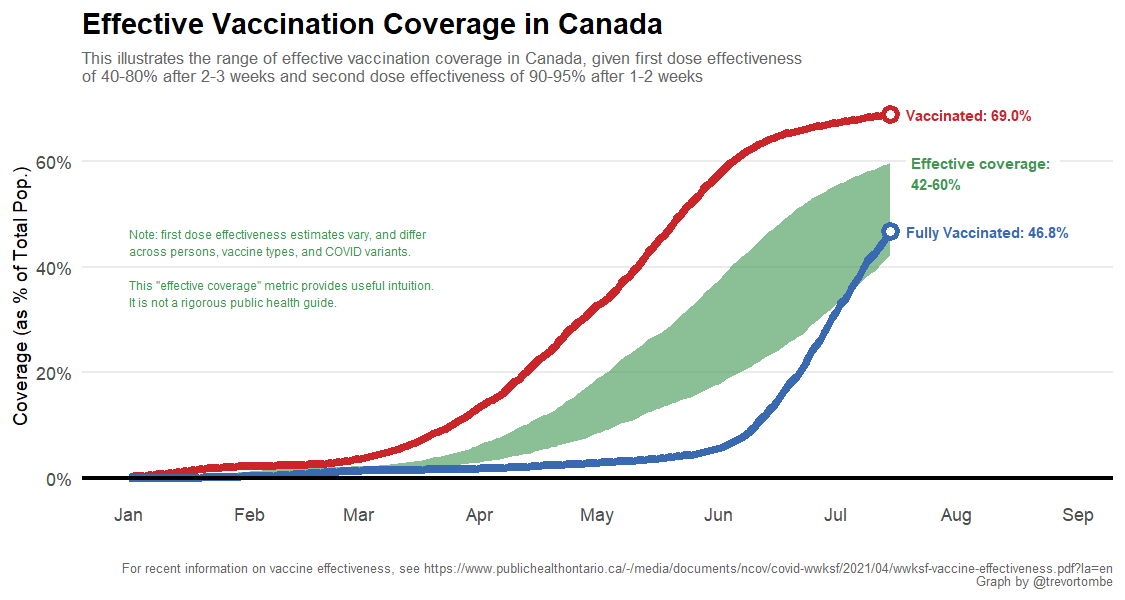 Effective Vaccination Coverage in Canada
This illustrates the range of effective vaccination coverage in Canada, given first dose effectiveness
of 40-80% after 2-3 weeks and second dose effectiveness of 90-95% after 1-2 weeks
Coverage (as % of Total Pop.)
60%
40%
20%
0%
Vaccinated: 69.0%
Effective coverage:
42-60%
Fully Vaccinated: 46.8%
Note: first dose effectiveness estimates vary, and differ
across persons, vaccine types, and COVID variants.
This "effective coverage" metric provides useful intuition.
It is not a rigorous public health guide.
Jan Feb Mar Apr May Jun Jul Aug Sep
For recent information on vaccine effectiveness, see https://www.publichealthontario.ca/-/media/documents/ncov/covid-wwksf/2021/04/wwksf-vaccine-effectiveness.pdf?la=en
Graph by @trevortombe